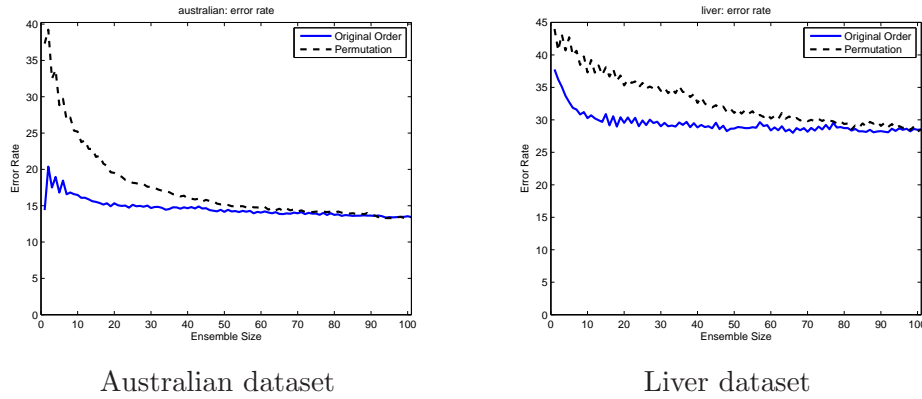 australian: error rate
40
35
30
25
20
15
10
5
0
Error Rate
0 10 20 30 40 50 60 70 80 90 100
Ensemble Size
Original Order
Permutation
Australian dataset
liver: error rate
45
40
35
30
25
20
15
10
5
0
Error Rate
0 10 20 30 40 50 60 70 80 90 100
Ensemble Size
Original Order
Permutation
Liver dataset